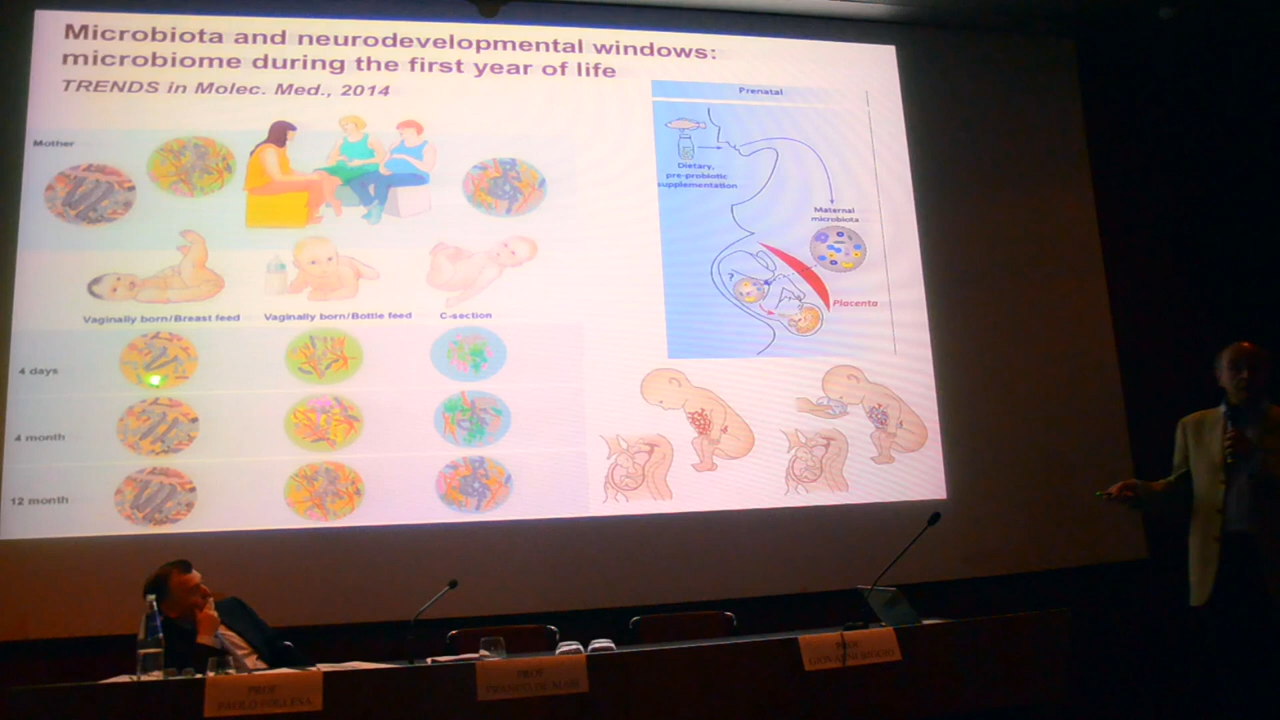 Microbiota and neurodevelopmental windows:
microbiome during the first year of life
TRENDS in Molec. Med., 2014
Mother
Vaginally born/Breast feed
Vaginally born/Bottle feed
C-section
4 days
4 month
12 month
Prenatal
Dietary,
pre-probiotic
supplementation
Maternal
microbiota
Placenta
PROF
PAOLO
PROF
PROF
GIOVANNI BIGGIO